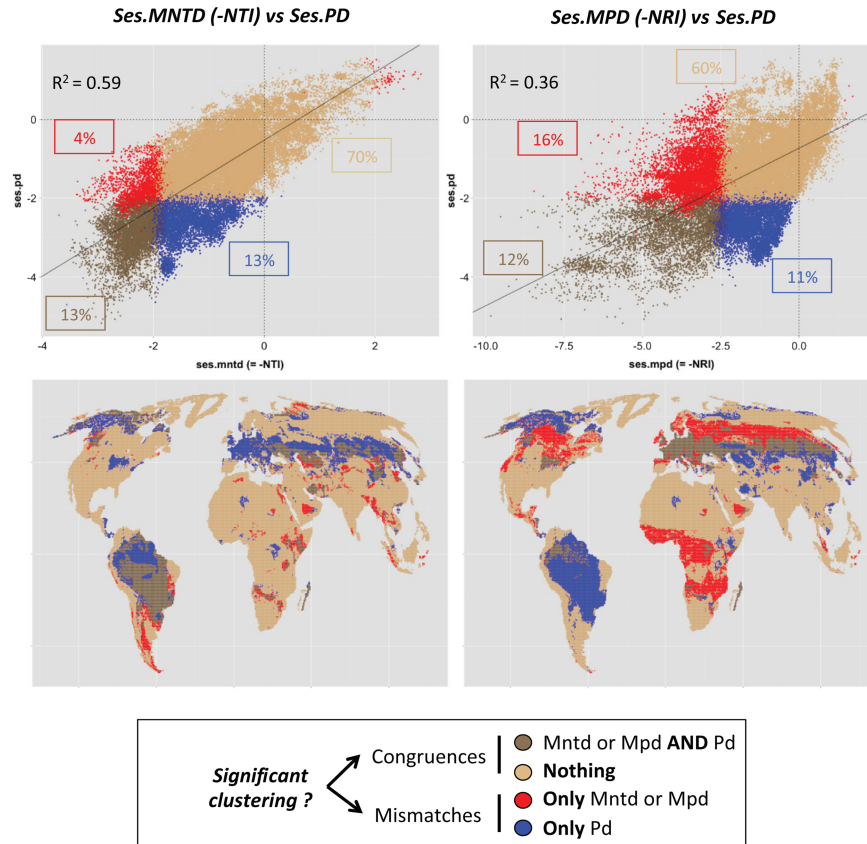 Ses.MNTD (-NTI) vs Ses.PD
Ses.MPD (-NRI) vs Ses.PD
R² = 0.59
4%
70%
13%
13%
0
-2
-4
ses.pd
-4
-2
0
2
ses.mntd (= -NTI)
R² = 0.36
60%
16%
12%
11%
0
-2
-4
ses.pd
-10.0
-7.5
-5.0
-2.5
0.0
ses.mpd (= -NRI)
Significant
clustering ?
Congruences
Mismatches
Mntd or Mpd AND Pd
Nothing
Only Mntd or Mpd
Only Pd